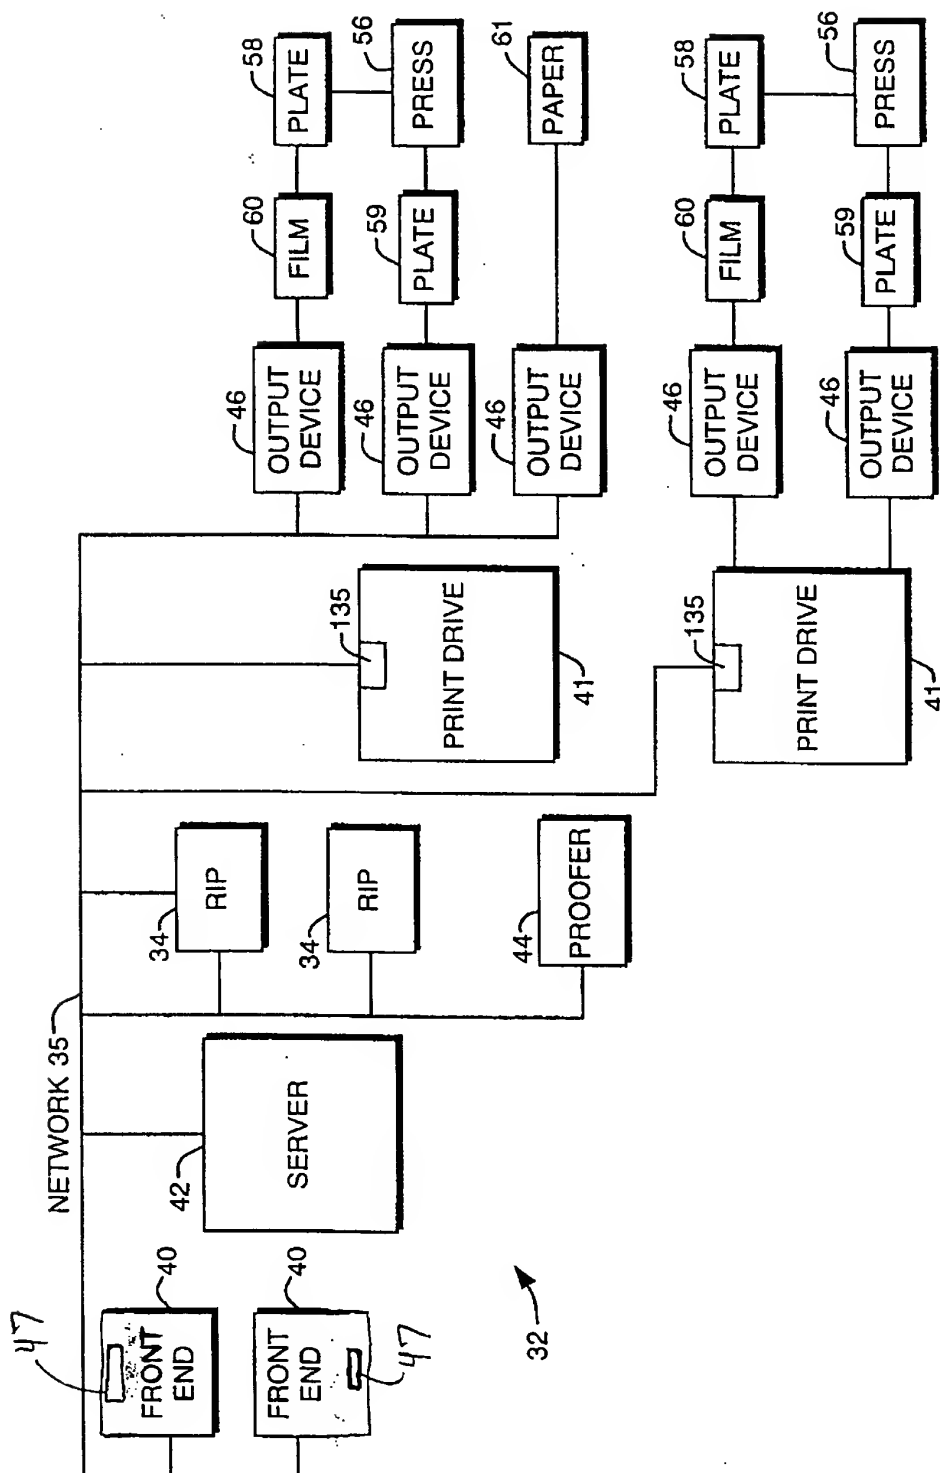 NETWORK 35
47
FRONT
END
40
FRONT
END
40
47
32
42
SERVER
34
RIP
34
RIP
44
PROOFER
135
PRINT DRIVE
41
135
PRINT DRIVE
41
46
OUTPUT
DEVICE
60
FILM
58
PLATE
46
OUTPUT
DEVICE
59
PLATE
56
PRESS
46
OUTPUT
DEVICE
61
PAPER
46
OUTPUT
DEVICE
60
FILM
58
PLATE
46
OUTPUT
DEVICE
59
PLATE
56
PRESS